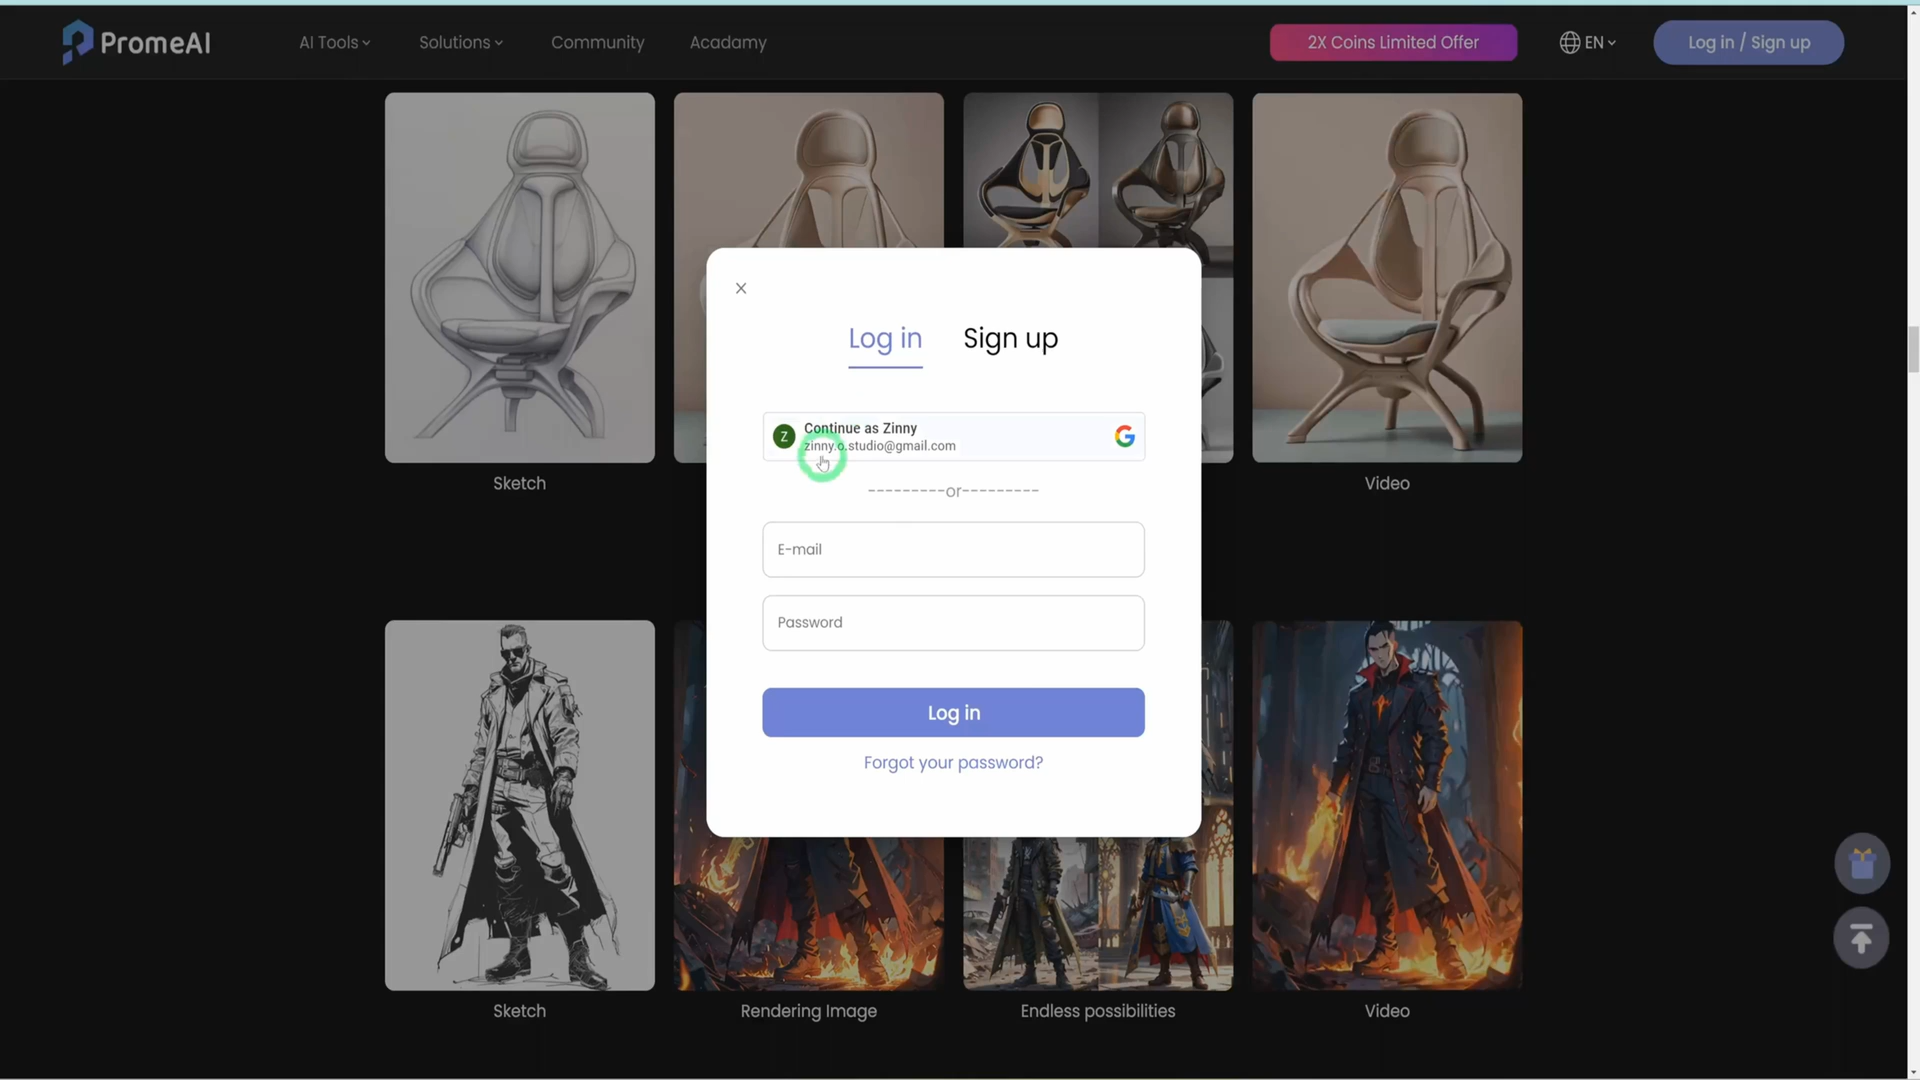 PromeAI
AI Tools
Solutions
Community
Acadamy
2X Coins Limited Offer
EN
Log in / Sign up
Log in
Sign up
Z
Continue as Zinny
zinny.o.studio@gmail.com
---------or---------
E-mail
Password
Log in
Forgot your password?
Sketch
Video
Sketch
Rendering Image
Endless possibilities
Video